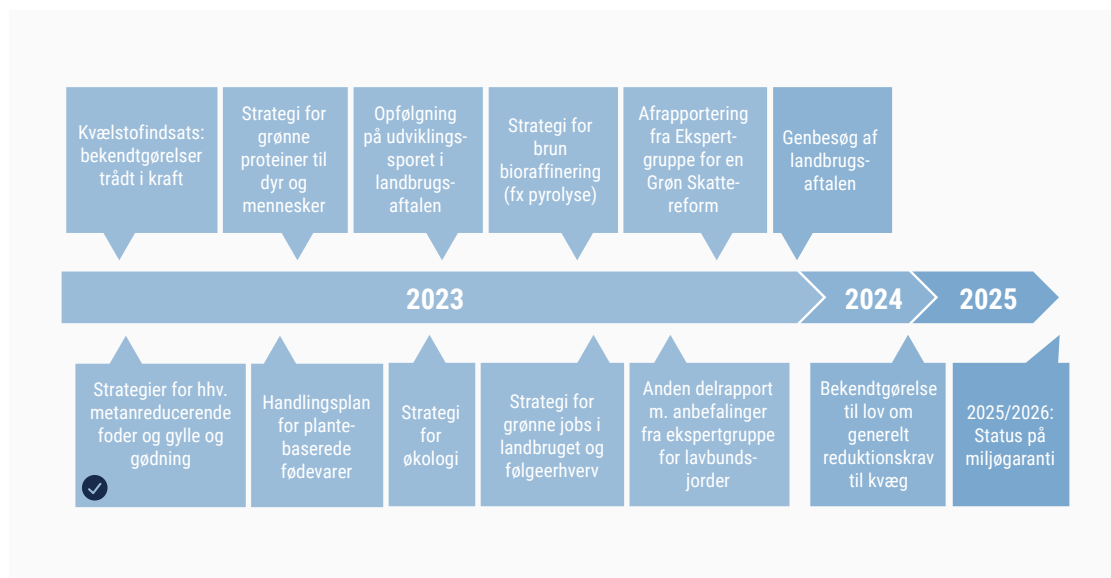 Kvælstofindsats:
bekendtgørelser
trådt i kraft
Strategi for
grønne
proteiner til
dyr og
mennesker
Opfølgning
på udviklings-
sporet i
landbrugs-
aftalen
Strategi for
brun
bioraffinering
(fx pyrolyse)
Afrapportering
fra Ekspert-
gruppe for en
Grøn Skatte-
reform
Genbesøg af
landbrugs-
aftalen
2023
2024
2025
Strategier for hhv.
metanreducerende
foder og gylle og
gødning
Handlingsplan
for plante-
baserede
fødevarer
Strategi
for
økologi
Strategi for
grønne jobs i
landbruget og
følgeerhverv
Anden delrapport
m. anbefalinger
fra ekspertgruppe
for lavbunds-
jorder
Bekendtgørelse
til lov om
generelt
reduktionskrav
til kvæg
2025/2026:
Status på
miljøgaranti